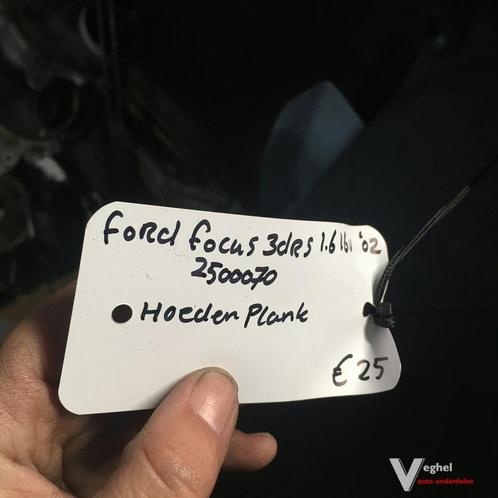 Ford focus 3drs 1.6 16v '02
2500070
Hoeden Plank
€ 25
Veghel
auto onderdelen